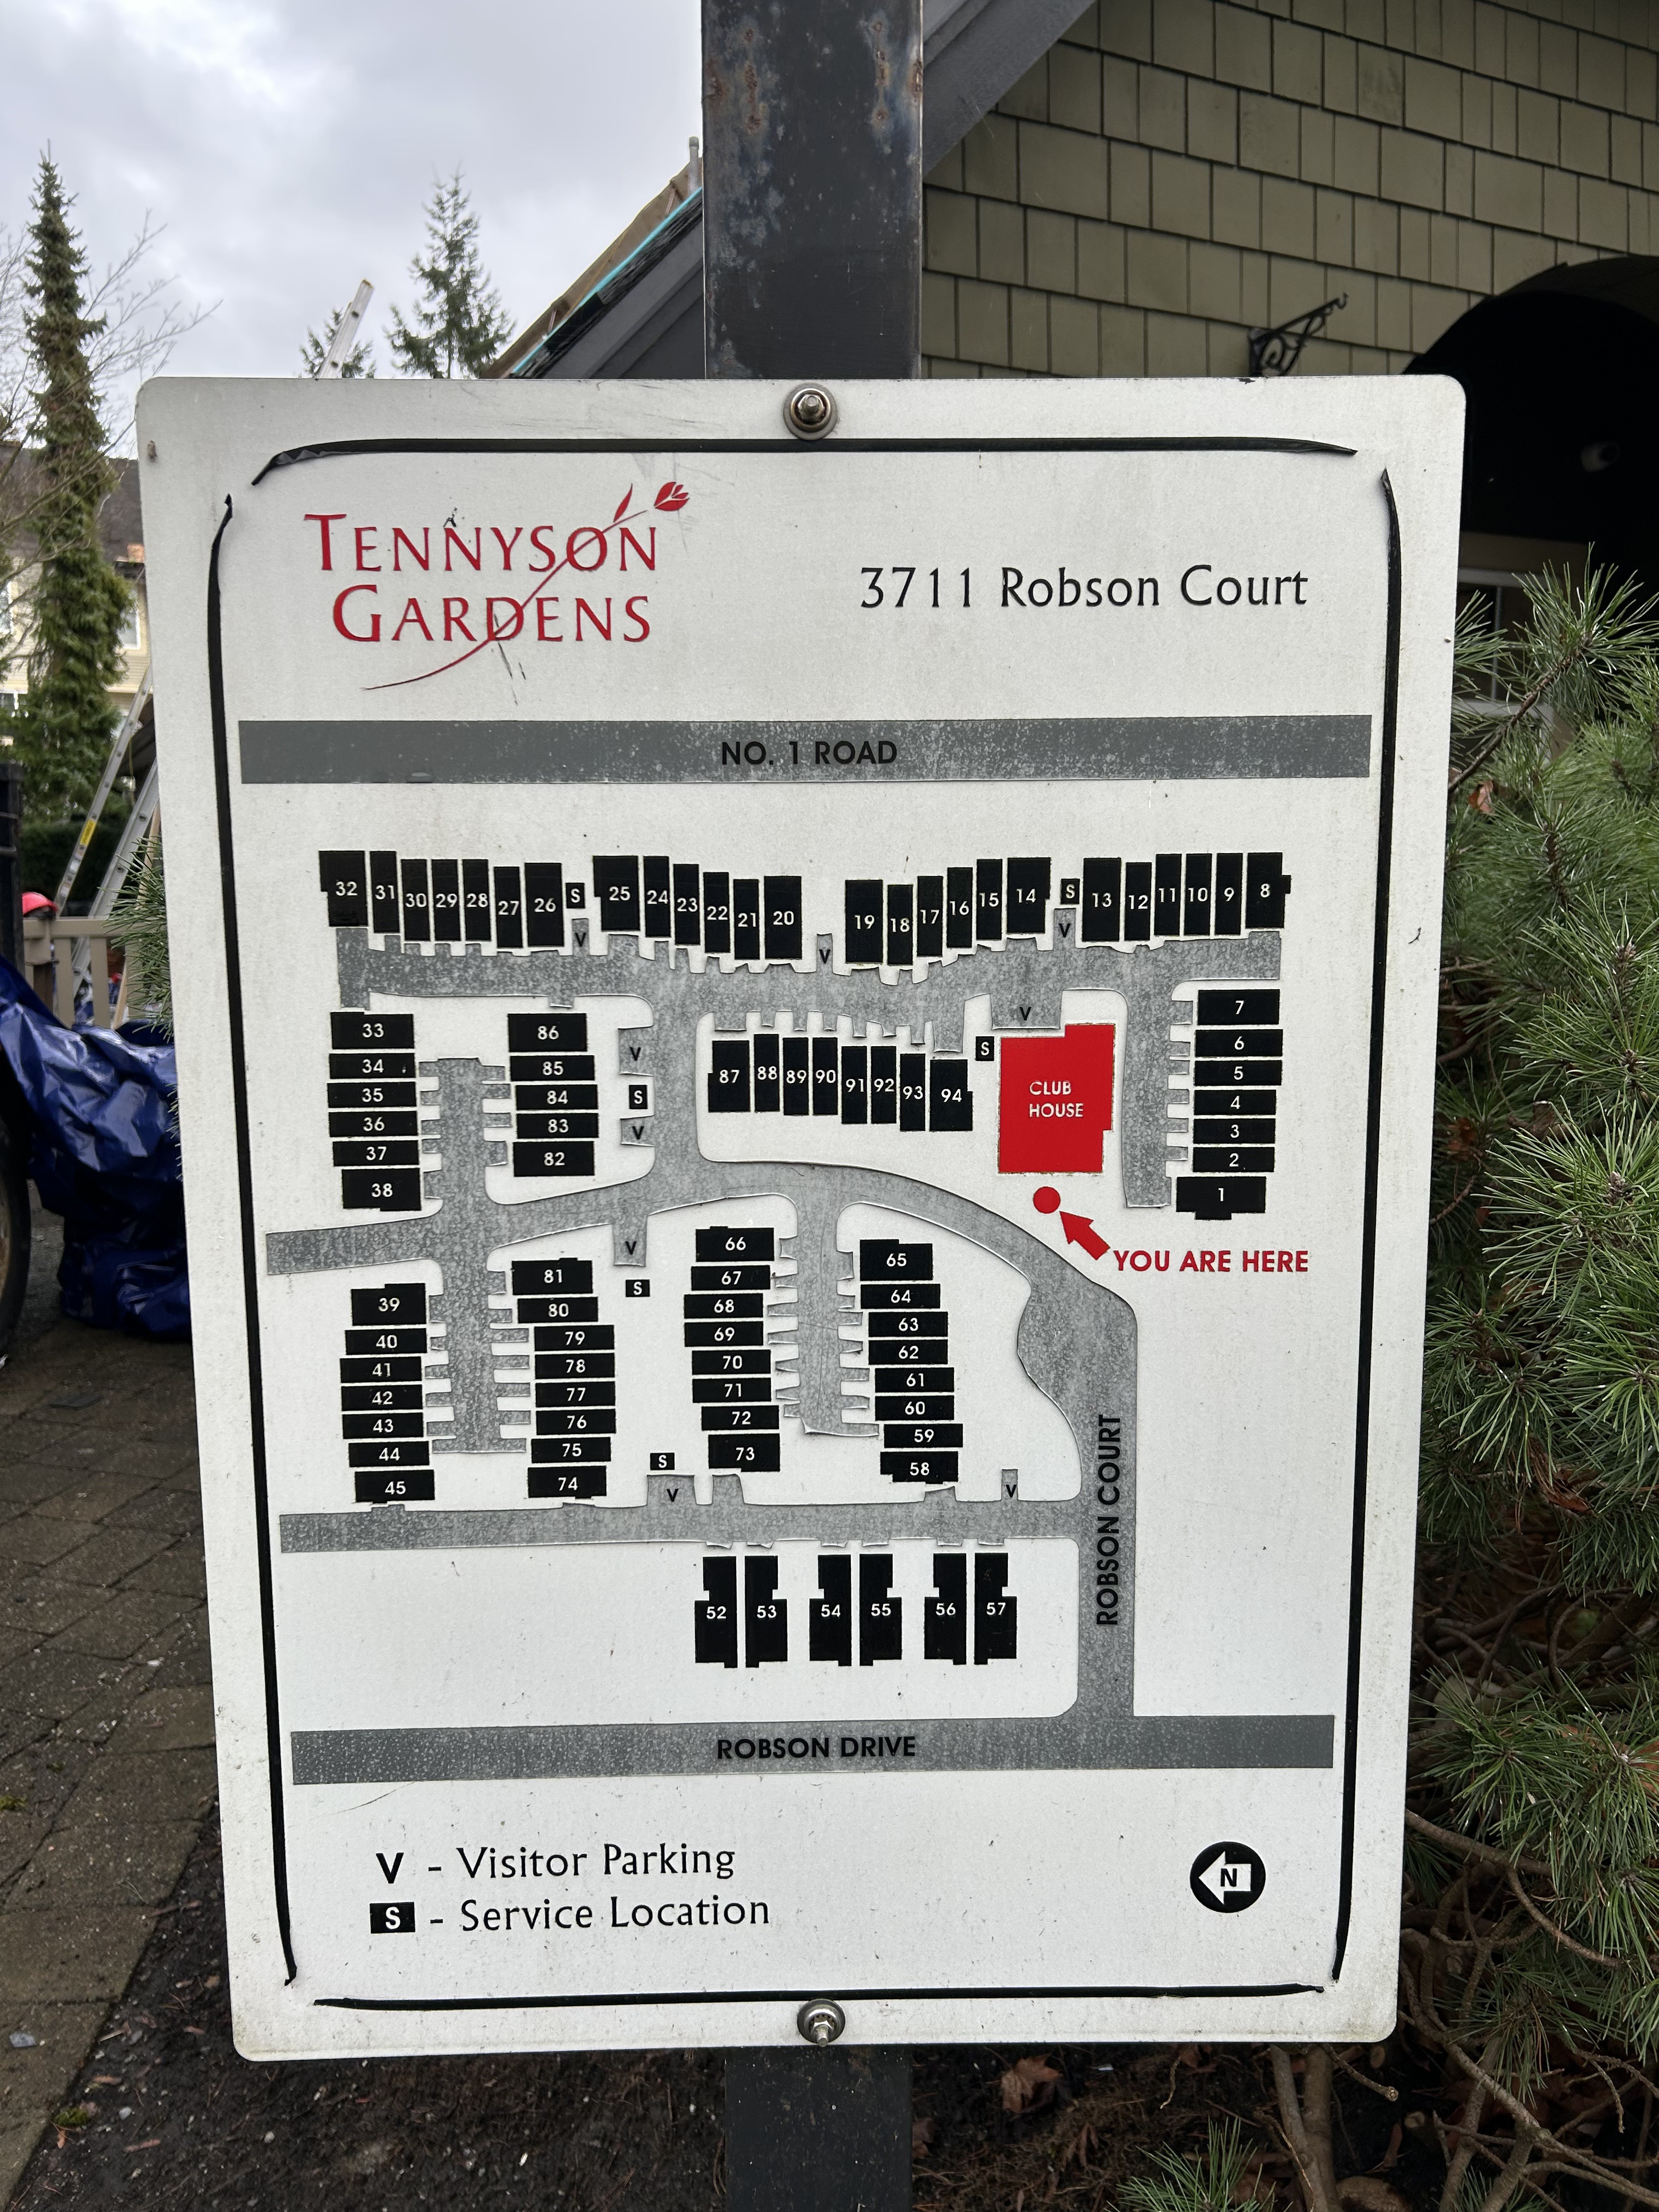 TENNYSON
GARDENS
3711 Robson Court
NO. 1 ROAD
32 31 30 29 28 27 26 S 25 24 23 22 21 20 19 18 17 16 15 14 S 13 12 11 10 9 8
V V V
33 86 V 87 88 89 90 91 92 93 94 S V 7
34 85 V 6
35 84 S 5
36 83 V 4
37 82 3
38 2
1
CLUB
HOUSE
YOU ARE HERE
V
S
39 81 66 65
40 80 67 64
41 79 68 63
42 78 69 62
43 77 70 61
44 76 71 60
45 75 72 59
74 73 58
S
V V
52 53 54 55 56 57
ROBSON COURT
ROBSON DRIVE
V - Visitor Parking
S - Service Location
N